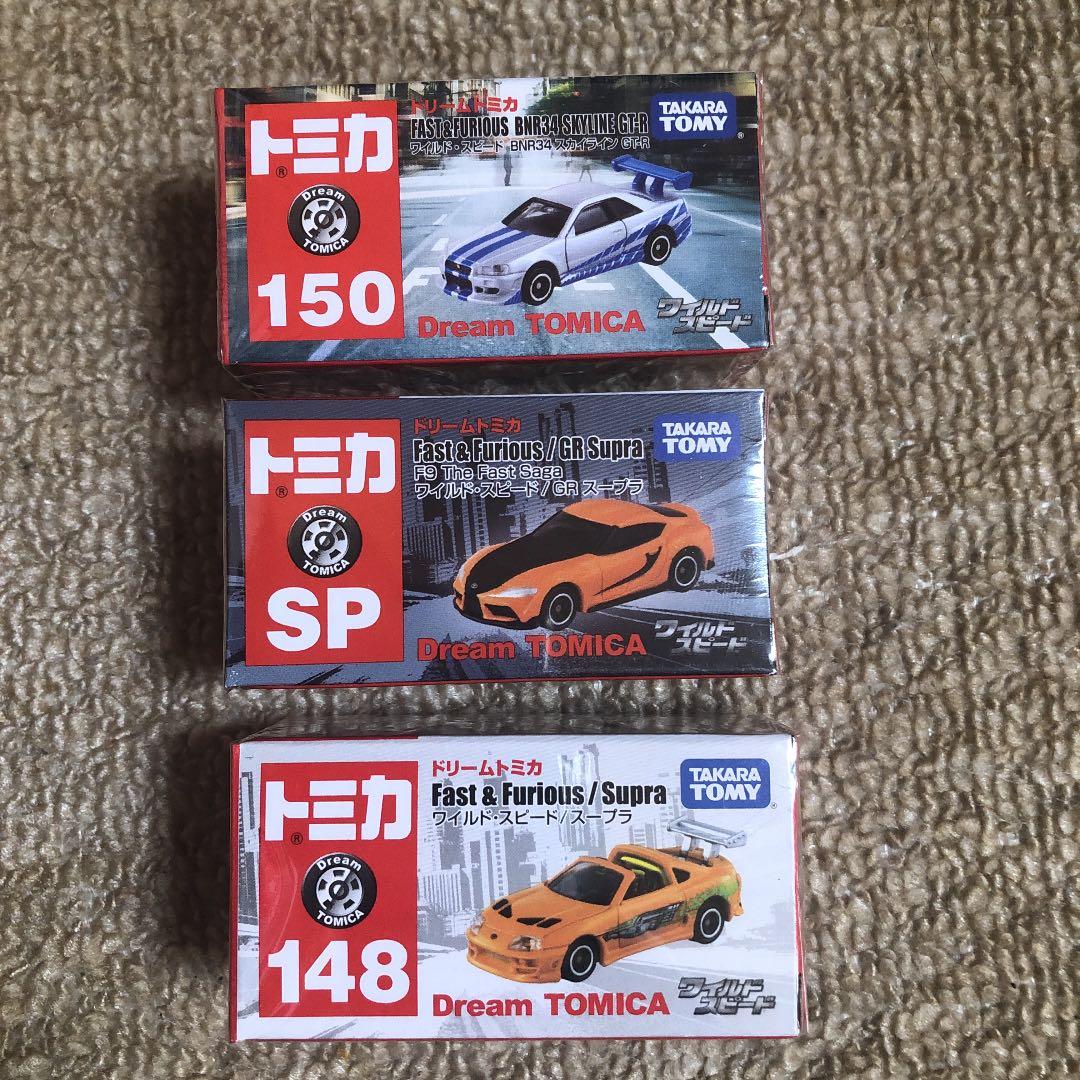 トミカ
®
Dream
TOMICA
150
ドリームトミカ
FAST&FURIOUS BNR34 SKYLINE GT-R
ワイルド・スピード BNR34 スカイライン GT-R
TAKARA
TOMY
®
Dream TOMICA
ワイルド
スピード
トミカ
®
Dream
TOMICA
SP
ドリームトミカ
Fast & Furious/GR Supra
F9 The Fast Saga
ワイルド・スピード/GR スープラ
TAKARA
TOMY
Dream TOMICA
ワイルド
スピード
トミカ
®
Dream
TOMICA
148
ドリームトミカ
Fast & Furious/Supra
ワイルド・スピード/スープラ
TAKARA
TOMY
®
Dream TOMICA
ワイルド
スピード